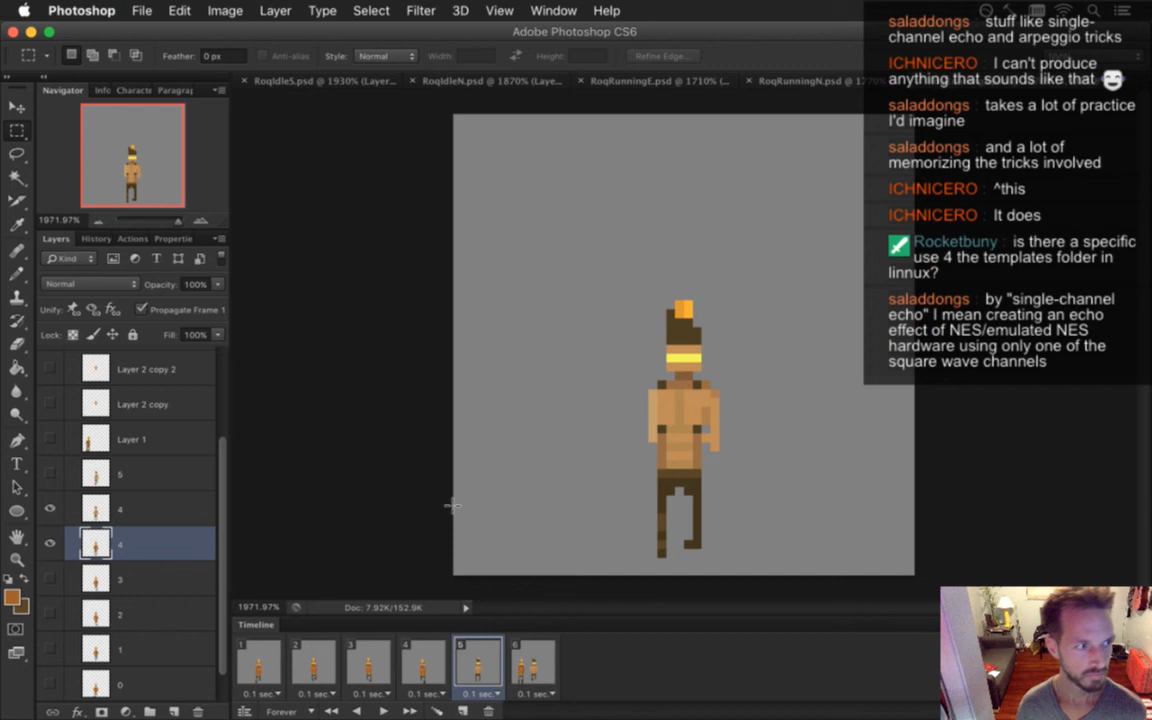 Photoshop File Edit Image Layer Type Select Filter 3D View Window Help
Adobe Photoshop CS6
Feather: 0 px Anti-alias Style: Normal Width: Height: Refine Edge...
RoqIdleS.psd @ 1930% (Layer... RoqIdleN.psd @ 1870% (Laye... RoqRunningE.psd @ 1710% (... RoqRunningN.psd @ 1720%
Navigator Info Characte Paragra
1971.97%
Layers History Actions Propertie
Kind
Normal Opacity: 100%
Unify: Propagate Frame 1
Lock: Fill: 100%
Layer 2 copy 2
Layer 2 copy
Layer 1
5
4
4
3
2
1
0
saladdongs : stuff like single-
channel echo and arpeggio tricks
ICHNICERO : I can't produce
anything that sounds like that
saladdongs : takes a lot of practice
I'd imagine
saladdongs : and a lot of
memorizing the tricks involved
ICHNICERO : ^this
ICHNICERO : It does
Rocketbuny : is there a specific
use 4 the templates folder in
linnux?
saladdongs : by "single-channel
echo" I mean creating an echo
effect of NES/emulated NES
hardware using only one of the
square wave channels
1971.97% Doc: 7.92K/152.9K
Timeline
1 2 3 4 5 6
0.1 sec. 0.1 sec. 0.1 sec. 0.1 sec. 0.1 sec. 0.1 sec.
Forever